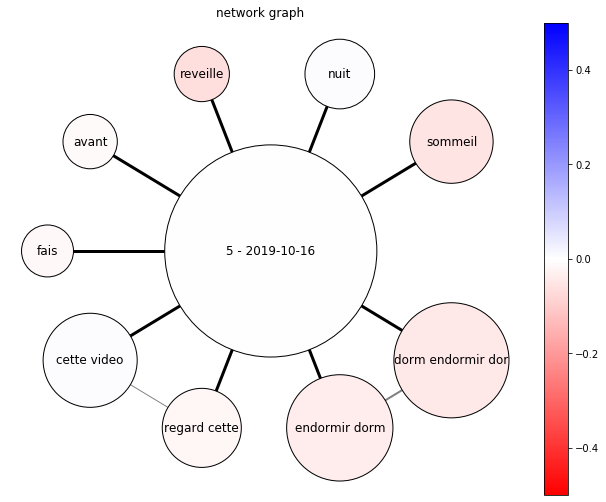 network graph
reveille
nuit
avant
sommeil
fais
5 - 2019-10-16
cette video
dorm endormir dor
regard cette
endormir dorm
0.4
0.2
0.0
−0.2
−0.4